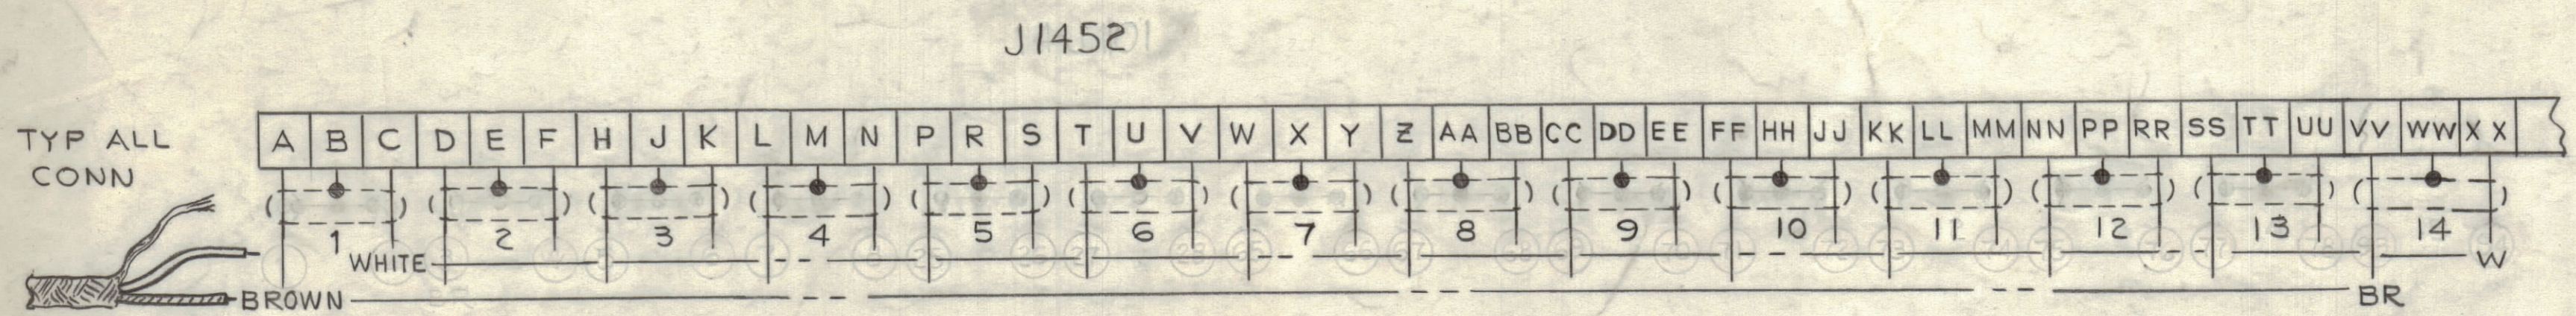 J1452
TYP ALL
CONN
A B C D E F H J K L M N P R S T U V W X Y Z AA BB CC DD EE FF HH JJ KK LL MM NN PP RR SS TT UU VV WW XX
1 2 3 4 5 6 7 8 9 10 11 12 13 14
WHITE W
BROWN BR